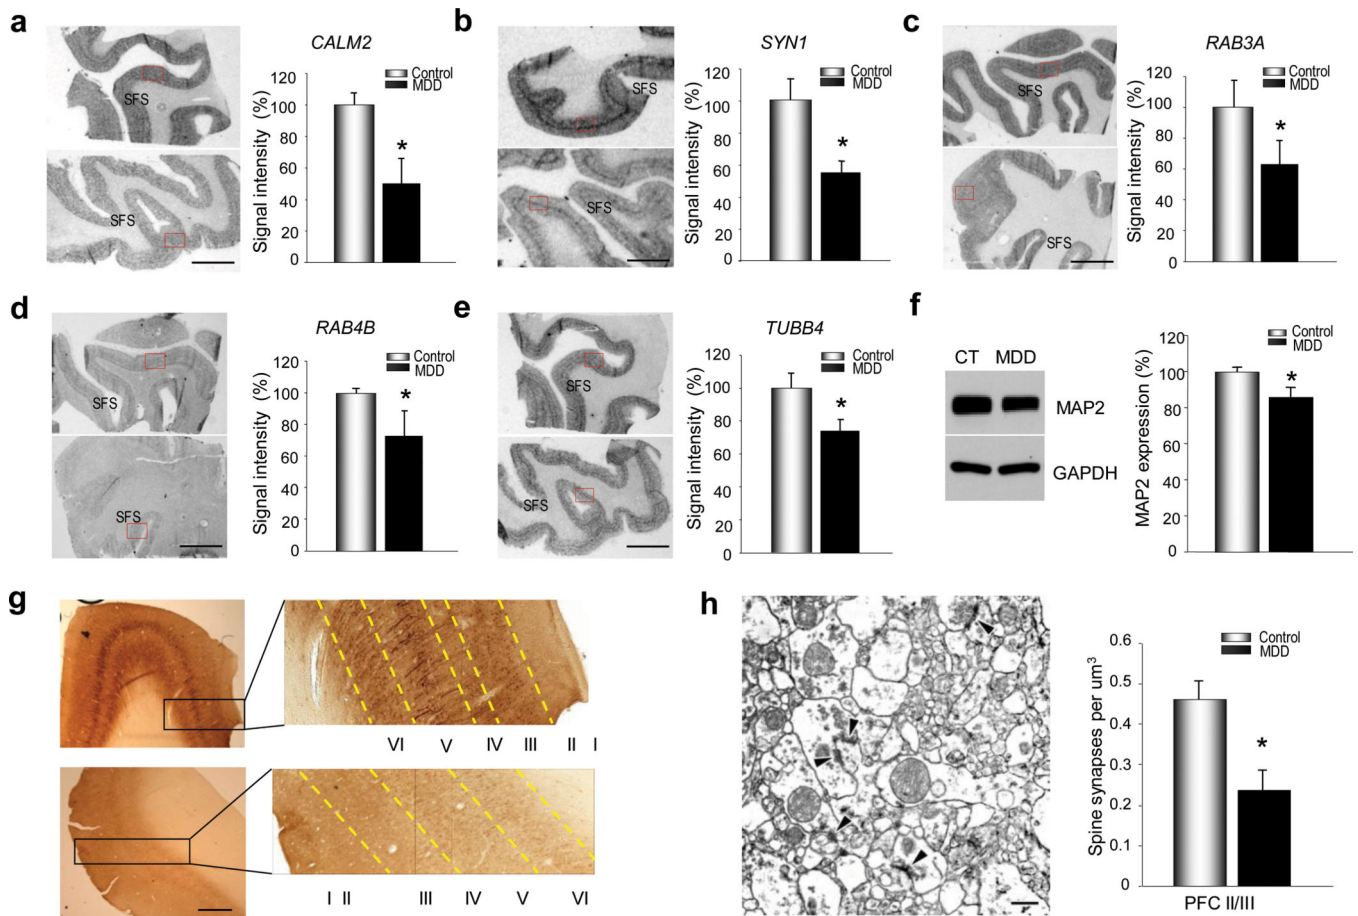 a
CALM2
Control
MDD
Signal intensity (%)
120
100
80
60
40
20
0
*
SFS
SFS
b
SYN1
Control
MDD
Signal intensity (%)
120
100
80
60
40
20
0
*
SFS
SFS
c
RAB3A
Control
MDD
Signal intensity (%)
120
100
80
60
40
20
0
*
SFS
SFS
d
RAB4B
Control
MDD
Signal intensity (%)
120
100
80
60
40
20
0
*
SFS
SFS
e
TUBB4
Control
MDD
Signal intensity (%)
120
100
80
60
40
20
0
*
SFS
SFS
f
CT MDD
MAP2
GAPDH
Control
MDD
MAP2 expression (%)
120
100
80
60
40
20
0
*
g
VI V IV III II I
I II III IV V VI
h
Control
MDD
Spine synapses per um³
0.6
0.5
0.4
0.3
0.2
0.1
0
*
PFC II/III